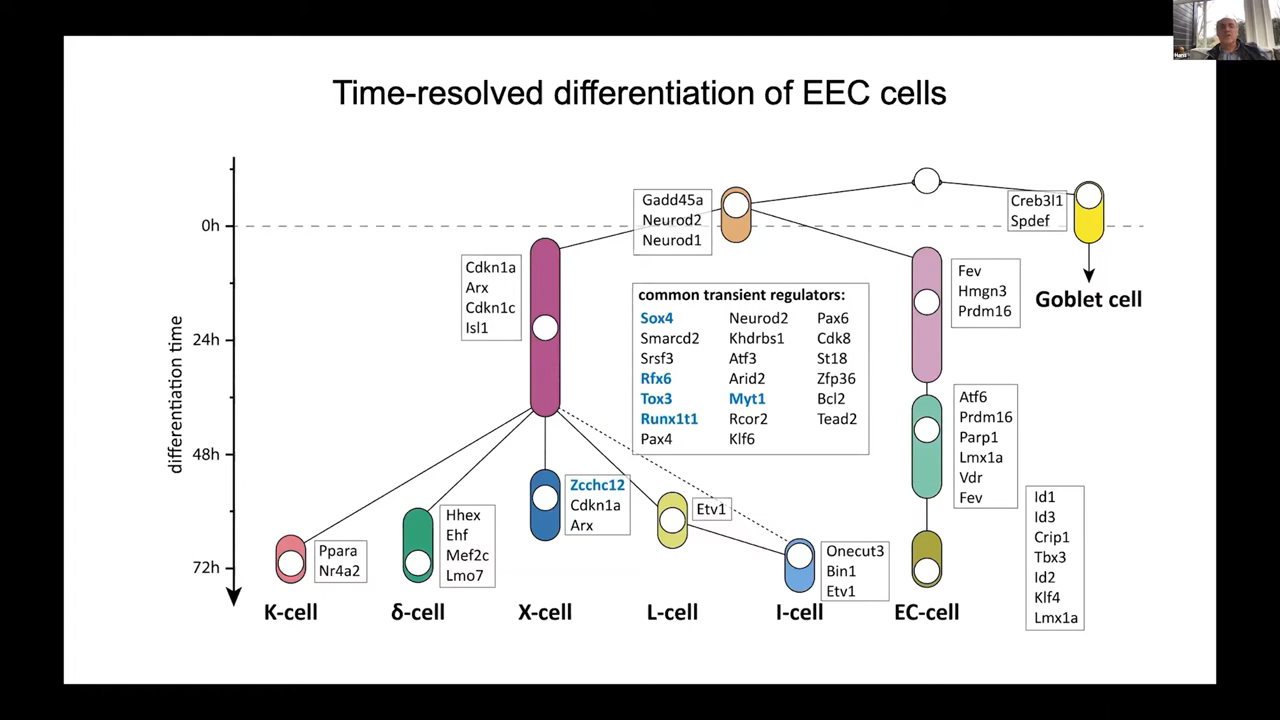 Time-resolved differentiation of EEC cells
differentiation time
0h
24h
48h
72h
Gadd45a
Neurod2
Neurod1
Creb3l1
Spdef
Goblet cell
Cdkn1a
Arx
Cdkn1c
Isl1
Fev
Hmgn3
Prdm16
common transient regulators:
Sox4 Neurod2 Pax6
Smarcd2 Khdrbs1 Cdk8
Srsf3 Atf3 St18
Rfx6 Arid2 Zfp36
Tox3 Myt1 Bcl2
Runx1t1 Rcor2 Tead2
Pax4 Klf6
Atf6
Prdm16
Parp1
Lmx1a
Vdr
Fev
Zcchc12
Cdkn1a
Arx
Etv1
Hhex
Ehf
Mef2c
Lmo7
Ppara
Nr4a2
Onecut3
Bin1
Etv1
Id1
Id3
Crip1
Tbx3
Id2
Klf4
Lmx1a
K-cell δ-cell X-cell L-cell I-cell EC-cell
Hans